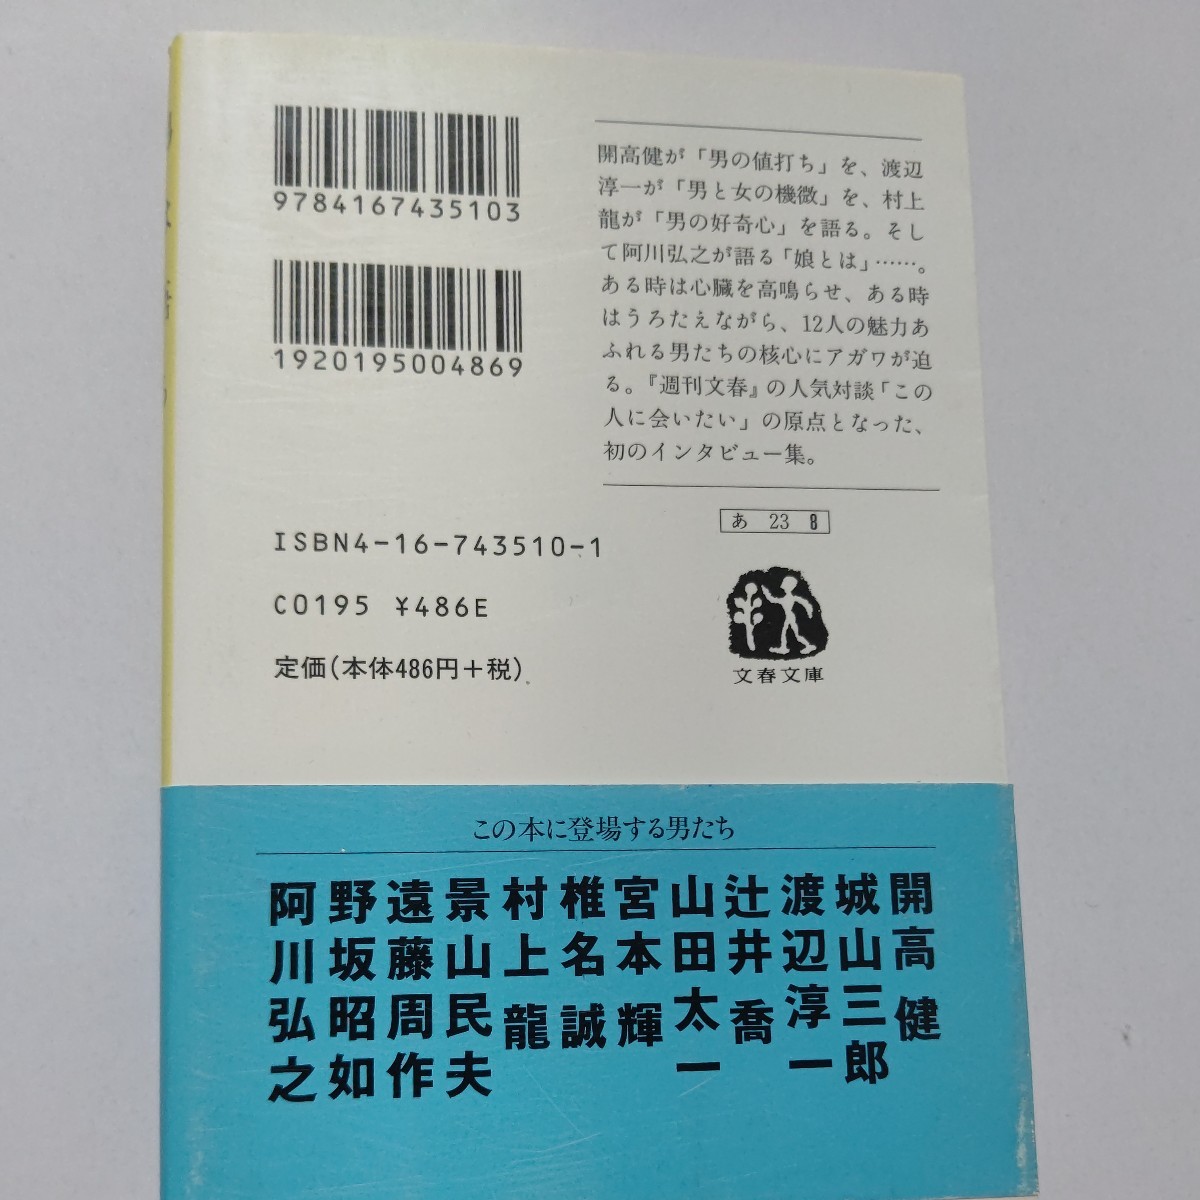 9784167435103
1920195004869
開高健が「男の値打ち」を、渡辺
淳一が「男と女の機微」を、村上
龍が「男の好奇心」を語る。そし
て阿川弘之が語る「娘とは」……。
ある時は心臓を高鳴らせ、ある時
はうろたえながら、12人の魅力あ
ふれる男たちの核心にアガワが迫
る。『週刊文春』の人気対談「この
人に会いたい」の原点となった、
初のインタビュー集。
あ 23 8
ISBN4-16-743510-1
C0195 ¥486E
定価(本体486円+税)
文春文庫
この本に登場する男たち
開高 健
城山三郎
渡辺淳一
辻井 喬
山田太一
宮本 輝
椎名 誠
村上 龍
景山民夫
遠藤周作
野坂昭如
阿川弘之